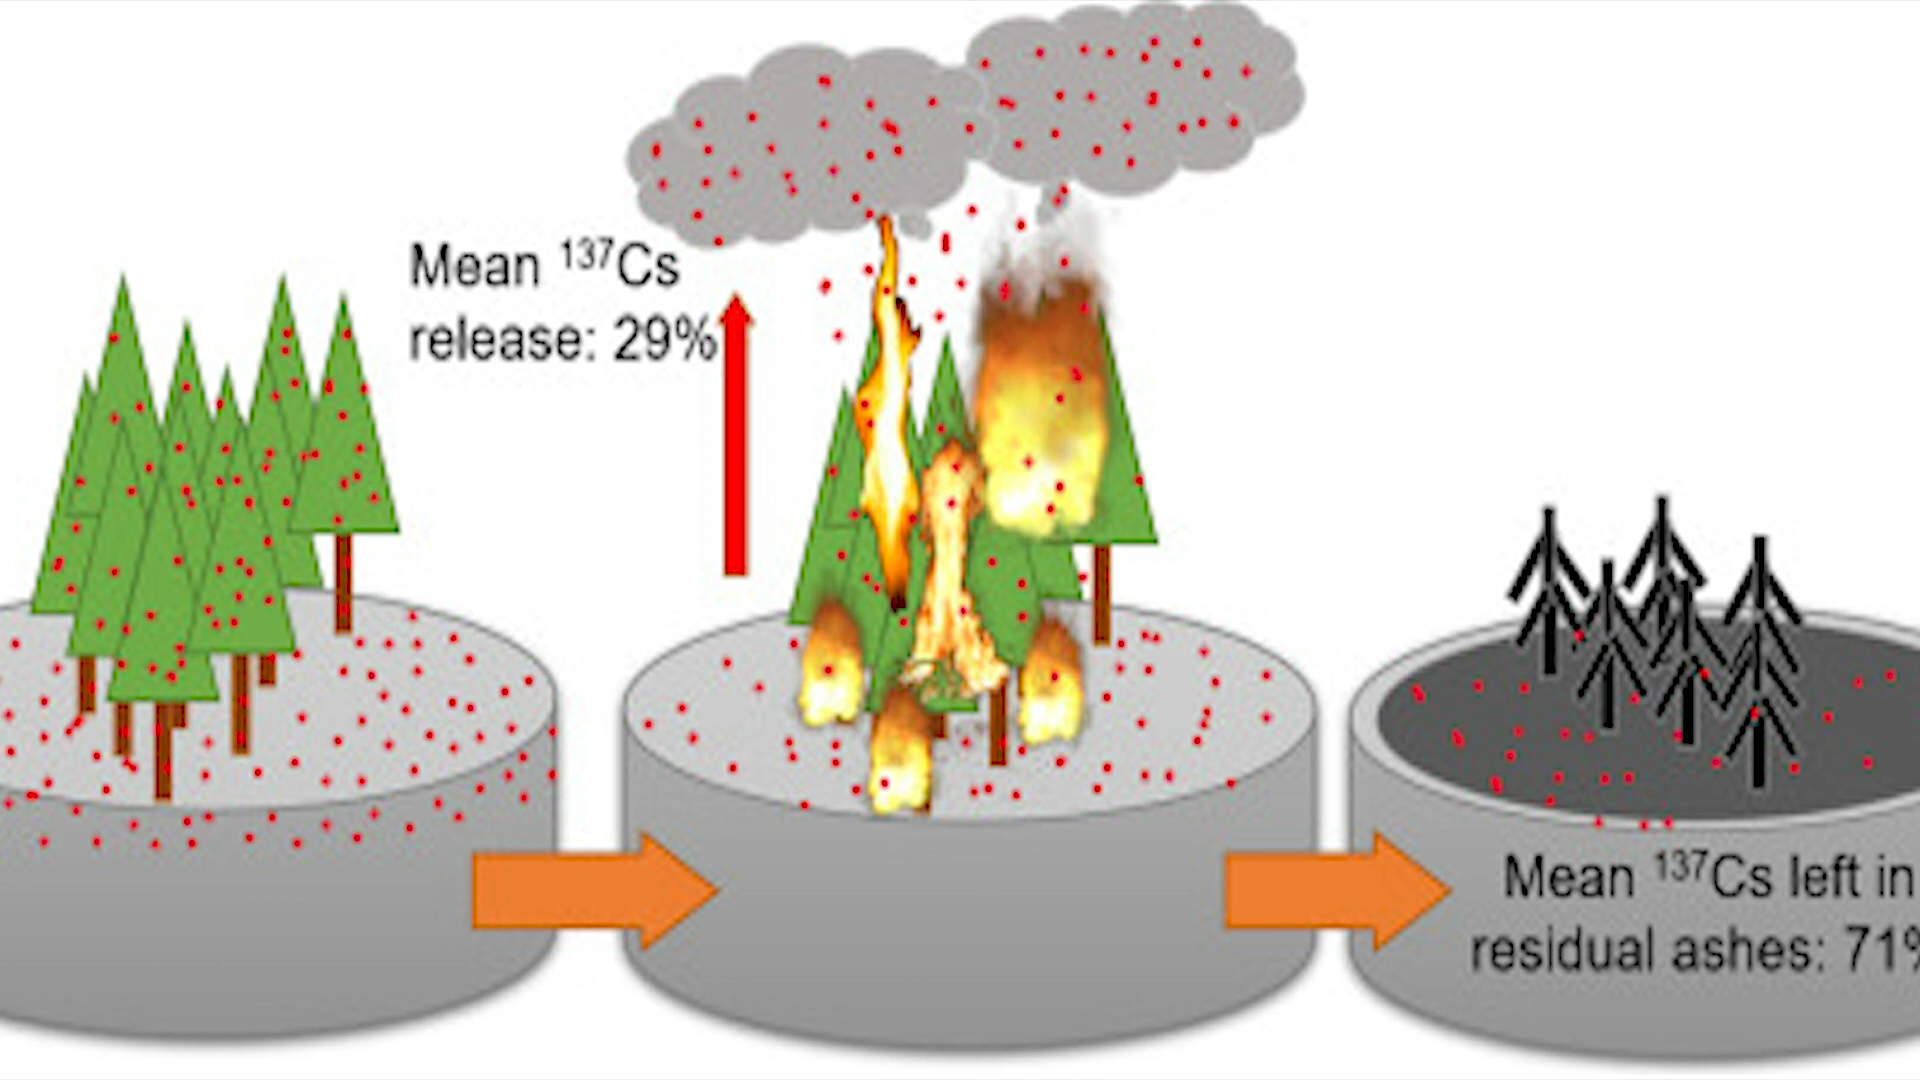 Mean ¹³⁷Cs
release: 29%
Mean ¹³⁷Cs left in
residual ashes: 71%